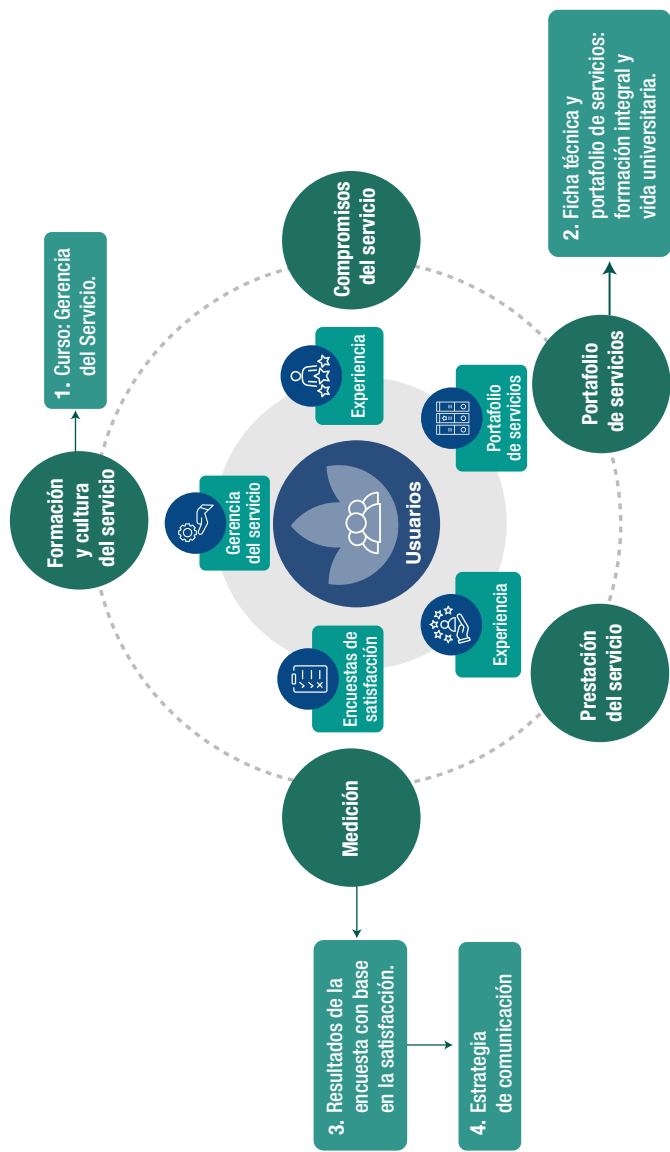 1. Curso: Gerencia
del Servicio.
Formación
y cultura
del servicio
Compromisos
del servicio
2. Ficha técnica y
portafolio de servicios:
formación integral y
vida universitaria.
Portafolio
de servicios
Prestación
del servicio
Medición
3. Resultados de la
encuesta con base
en la satisfacción.
4. Estrategia
de comunicación
Gerencia
del servicio
Experiencia
Portafolio
de servicios
Experiencia
Encuestas de
satisfacción
Usuarios